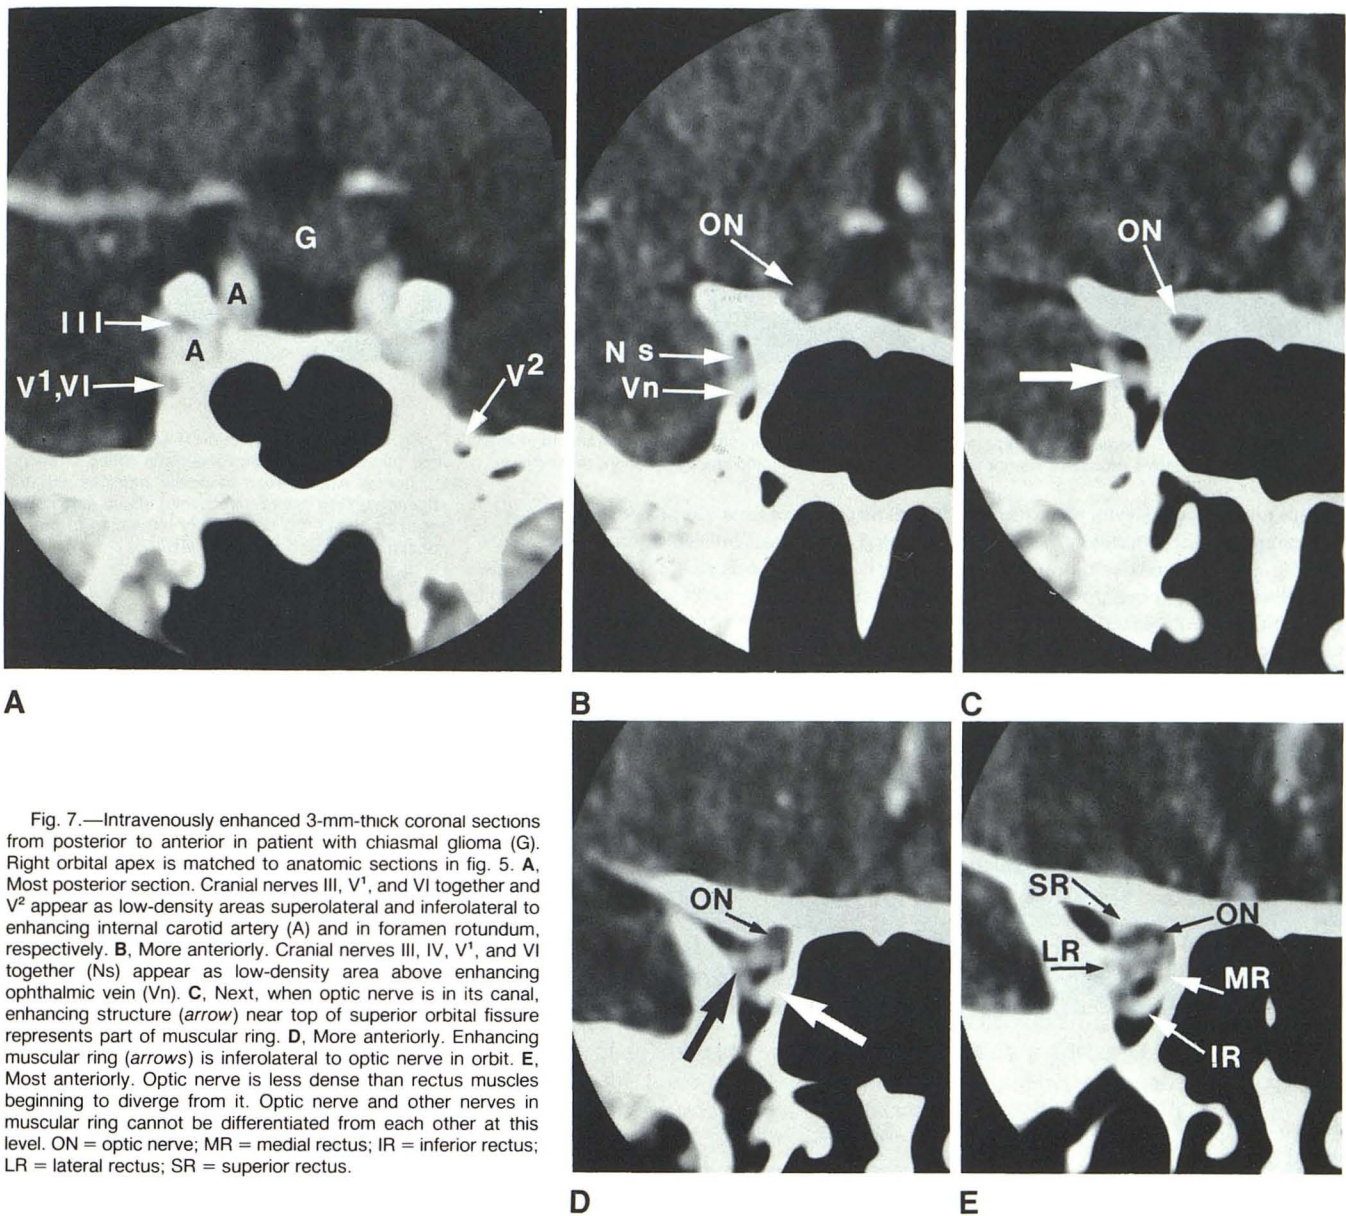 G
A
III
A
V¹,VI
V²
A
ON
N s
Vn
B
ON
C
Fig. 7.—Intravenously enhanced 3-mm-thick coronal sections
from posterior to anterior in patient with chiasmal glioma (G).
Right orbital apex is matched to anatomic sections in fig. 5. A,
Most posterior section. Cranial nerves III, V¹, and VI together and
V² appear as low-density areas superolateral and inferolateral to
enhancing internal carotid artery (A) and in foramen rotundum,
respectively. B, More anteriorly. Cranial nerves III, IV, V¹, and VI
together (Ns) appear as low-density area above enhancing
ophthalmic vein (Vn). C, Next, when optic nerve is in its canal,
enhancing structure (arrow) near top of superior orbital fissure
represents part of muscular ring. D, More anteriorly. Enhancing
muscular ring (arrows) is inferolateral to optic nerve in orbit. E,
Most anteriorly. Optic nerve is less dense than rectus muscles
beginning to diverge from it. Optic nerve and other nerves in
muscular ring cannot be differentiated from each other at this
level. ON = optic nerve; MR = medial rectus; IR = inferior rectus;
LR = lateral rectus; SR = superior rectus.
ON
D
SR
ON
LR
MR
IR
E